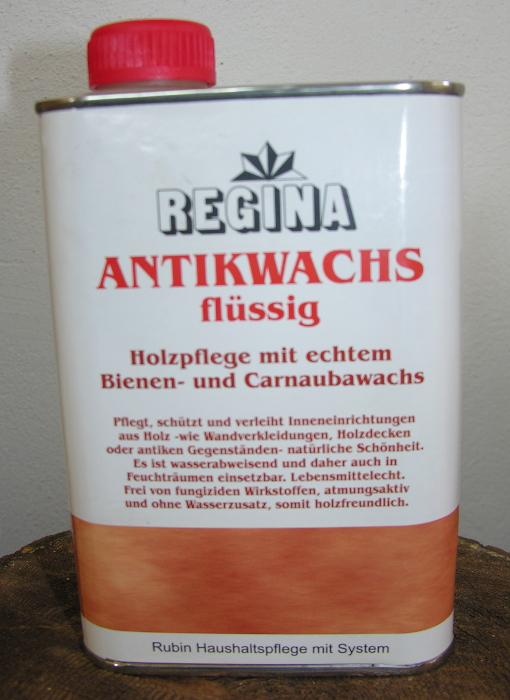 REGINA
ANTIKWACHS
flüssig
Holzpflege mit echtem
Bienen- und Carnaubawachs
Pflegt, schützt und verleiht Inneneinrichtungen
aus Holz -wie Wandverkleidungen, Holzdecken
oder antiken Gegenständen- natürliche Schönheit.
Es ist wasserabweisend und daher auch in
Feuchträumen einsetzbar. Lebensmittelecht.
Frei von fungiziden Wirkstoffen, atmungsaktiv
und ohne Wasserzusatz, somit holzfreundlich.
Rubin Haushaltspflege mit System